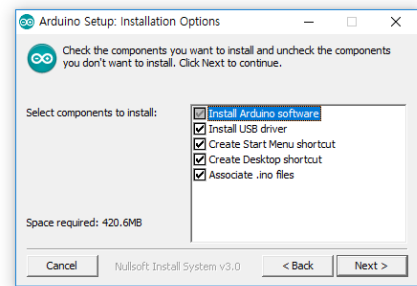 Arduino Setup: Installation Options
Check the components you want to install and uncheck the components
you don't want to install. Click Next to continue.
Select components to install:
Install Arduino software
Install USB driver
Create Start Menu shortcut
Create Desktop shortcut
Associate .ino files
Space required: 420.6MB
Cancel
Nullsoft Install System v3.0
< Back
Next >